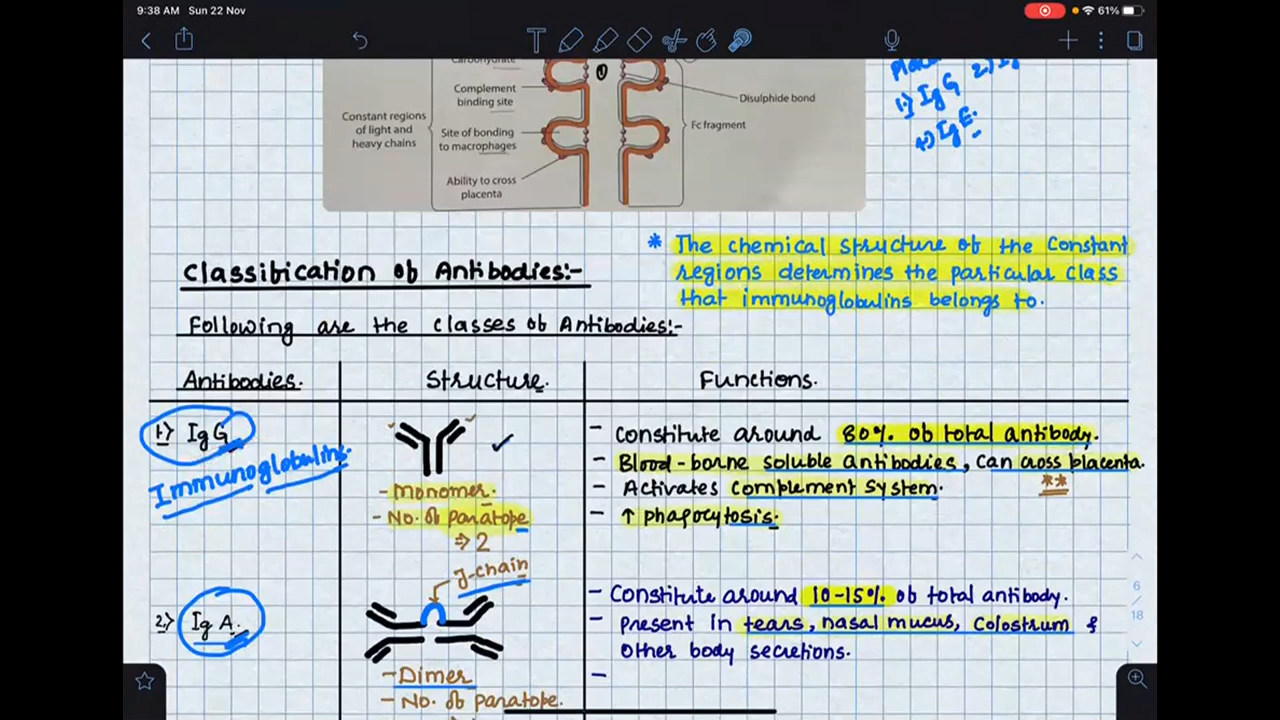 9:38 AM Sun 22 Nov
61%
Carbohydrate
Complement
binding site
Constant regions
of light and
heavy chains
Site of bonding
to macrophages
Ability to cross
placenta
Disulphide bond
Fc fragment
1.) IgG 2.) Ig
4.) IgE.
* The chemical structure of the Constant
regions determines the particular class
that immunoglobulins belongs to.
Classification of Antibodies:-
Following are the classes of Antibodies:-
Antibodies. Structure. Functions.
1.) IgG
Immunoglobulins.
- Monomer.
- No. of paratope
⇒ 2
- Constitute around 80% of total antibody.
- Blood-borne soluble antibodies, can cross placenta.
**
- Activates complement system.
- ↑ phagocytosis.
2.) Ig A.
J-chain
- Dimer
- No. of paratope.
- Constitute around 10-15% of total antibody.
- Present in tears, nasal mucus, colostrum &
other body secretions.
-
6
/
18